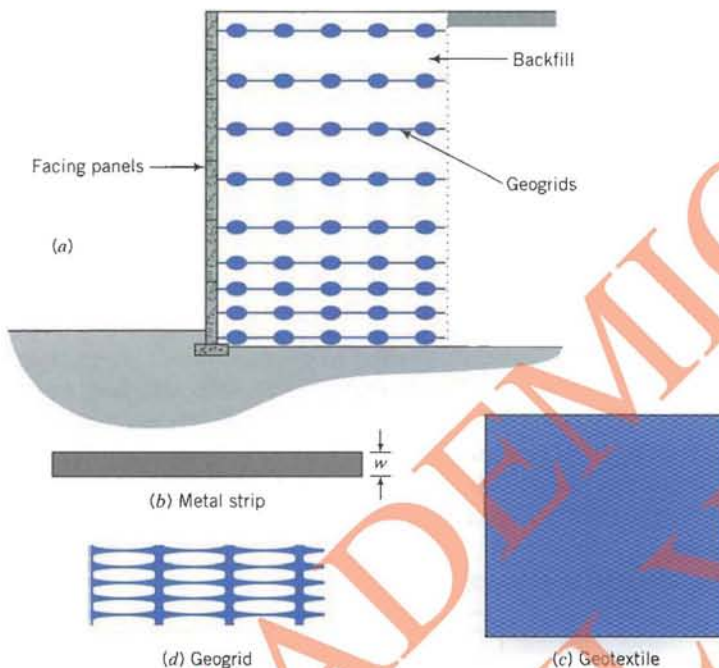 Backfill
Facing panels
Geogrids
(a)
w
(b) Metal strip
(d) Geogrid
(c) Geotextile